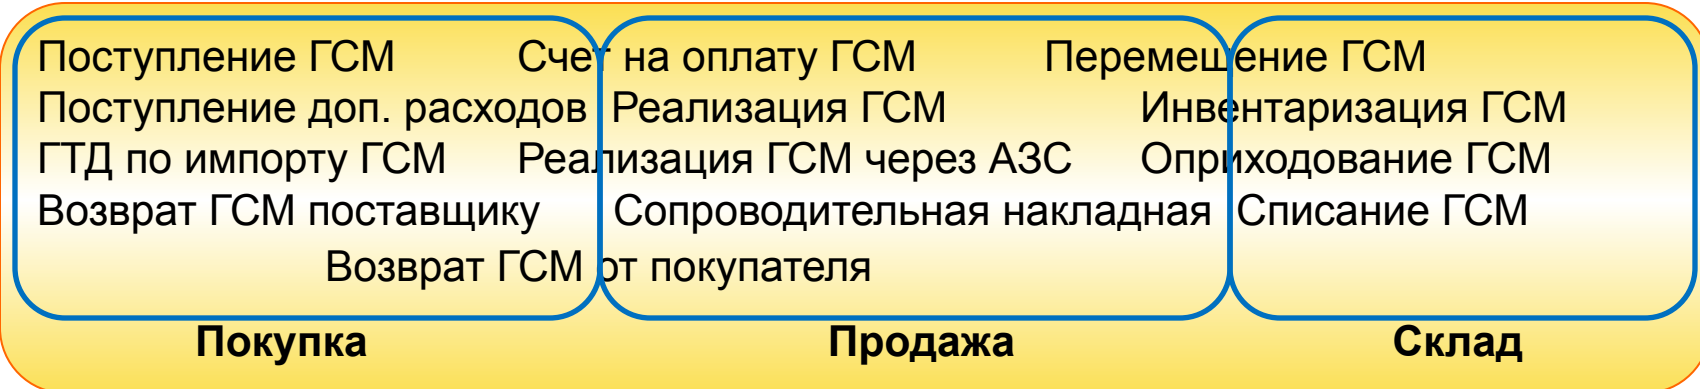 Поступление ГСМ Счет на оплату ГСМ Перемещение ГСМ
Поступление доп. расходов Реализация ГСМ Инвентаризация ГСМ
ГТД по импорту ГСМ Реализация ГСМ через АЗС Оприходование ГСМ
Возврат ГСМ поставщику Сопроводительная накладная Списание ГСМ
Возврат ГСМ от покупателя
Покупка Продажа Склад